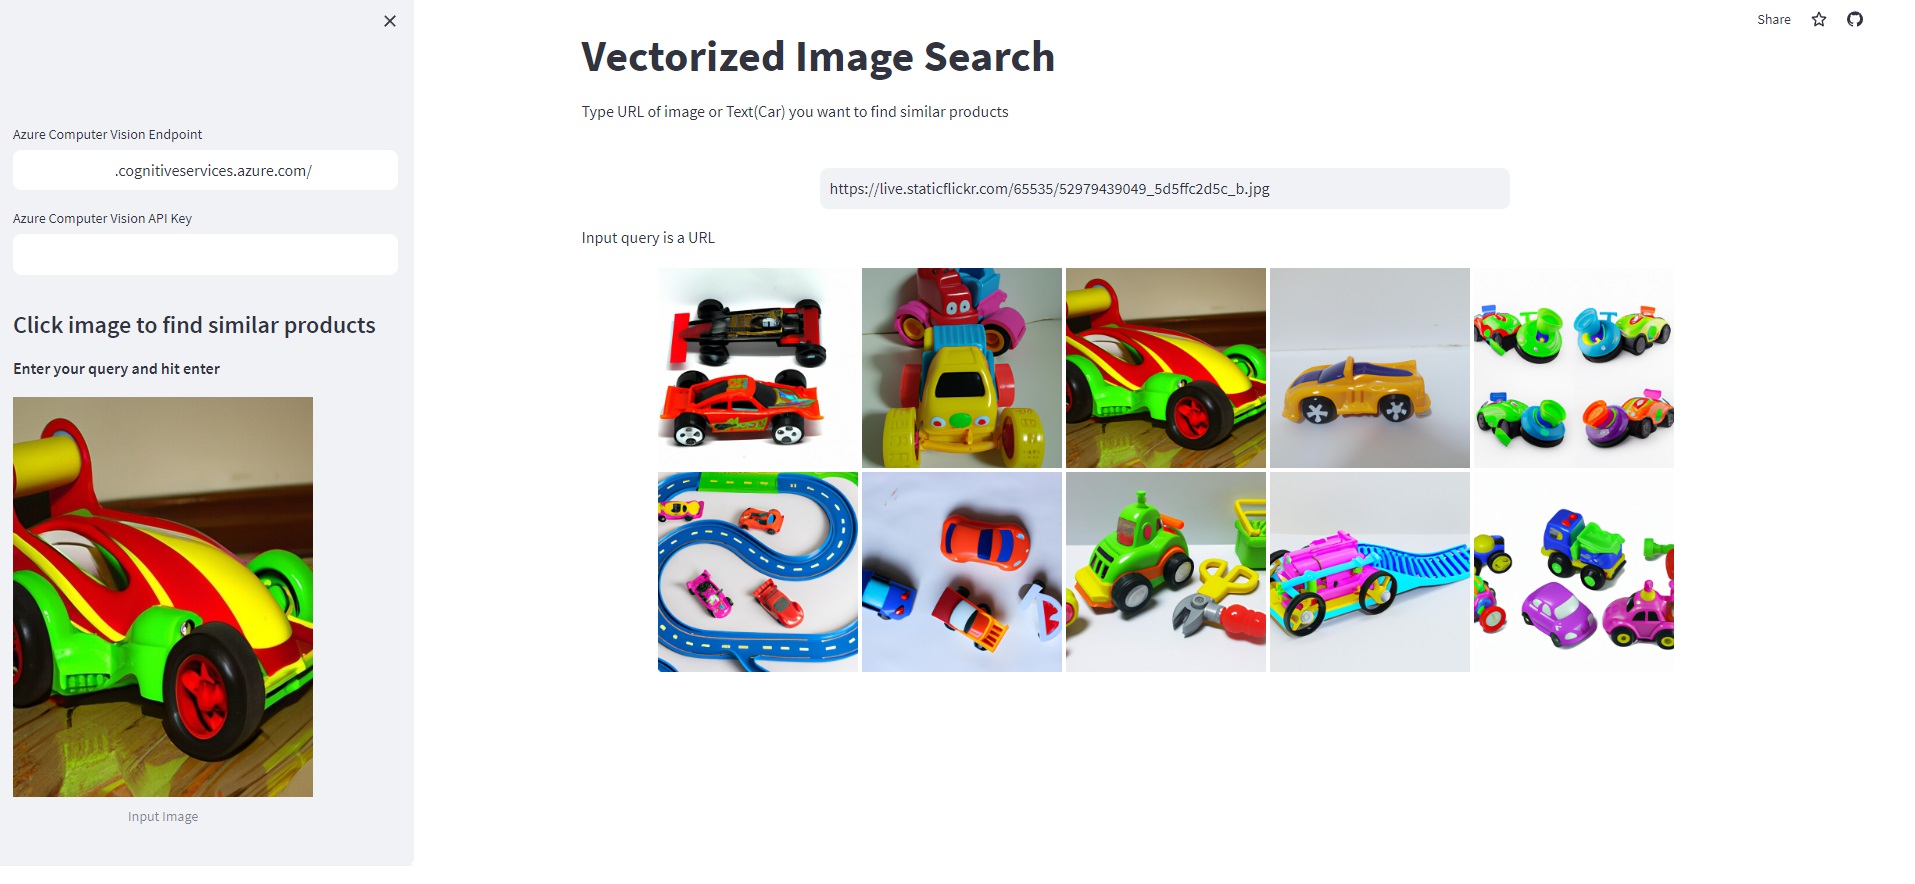 Share
Vectorized Image Search
Type URL of image or Text(Car) you want to find similar products
https://live.staticflickr.com/65535/52979439049_5d5ffc2d5c_b.jpg
Input query is a URL
Azure Computer Vision Endpoint
.cognitiveservices.azure.com/
Azure Computer Vision API Key
Click image to find similar products
Enter your query and hit enter
Input Image